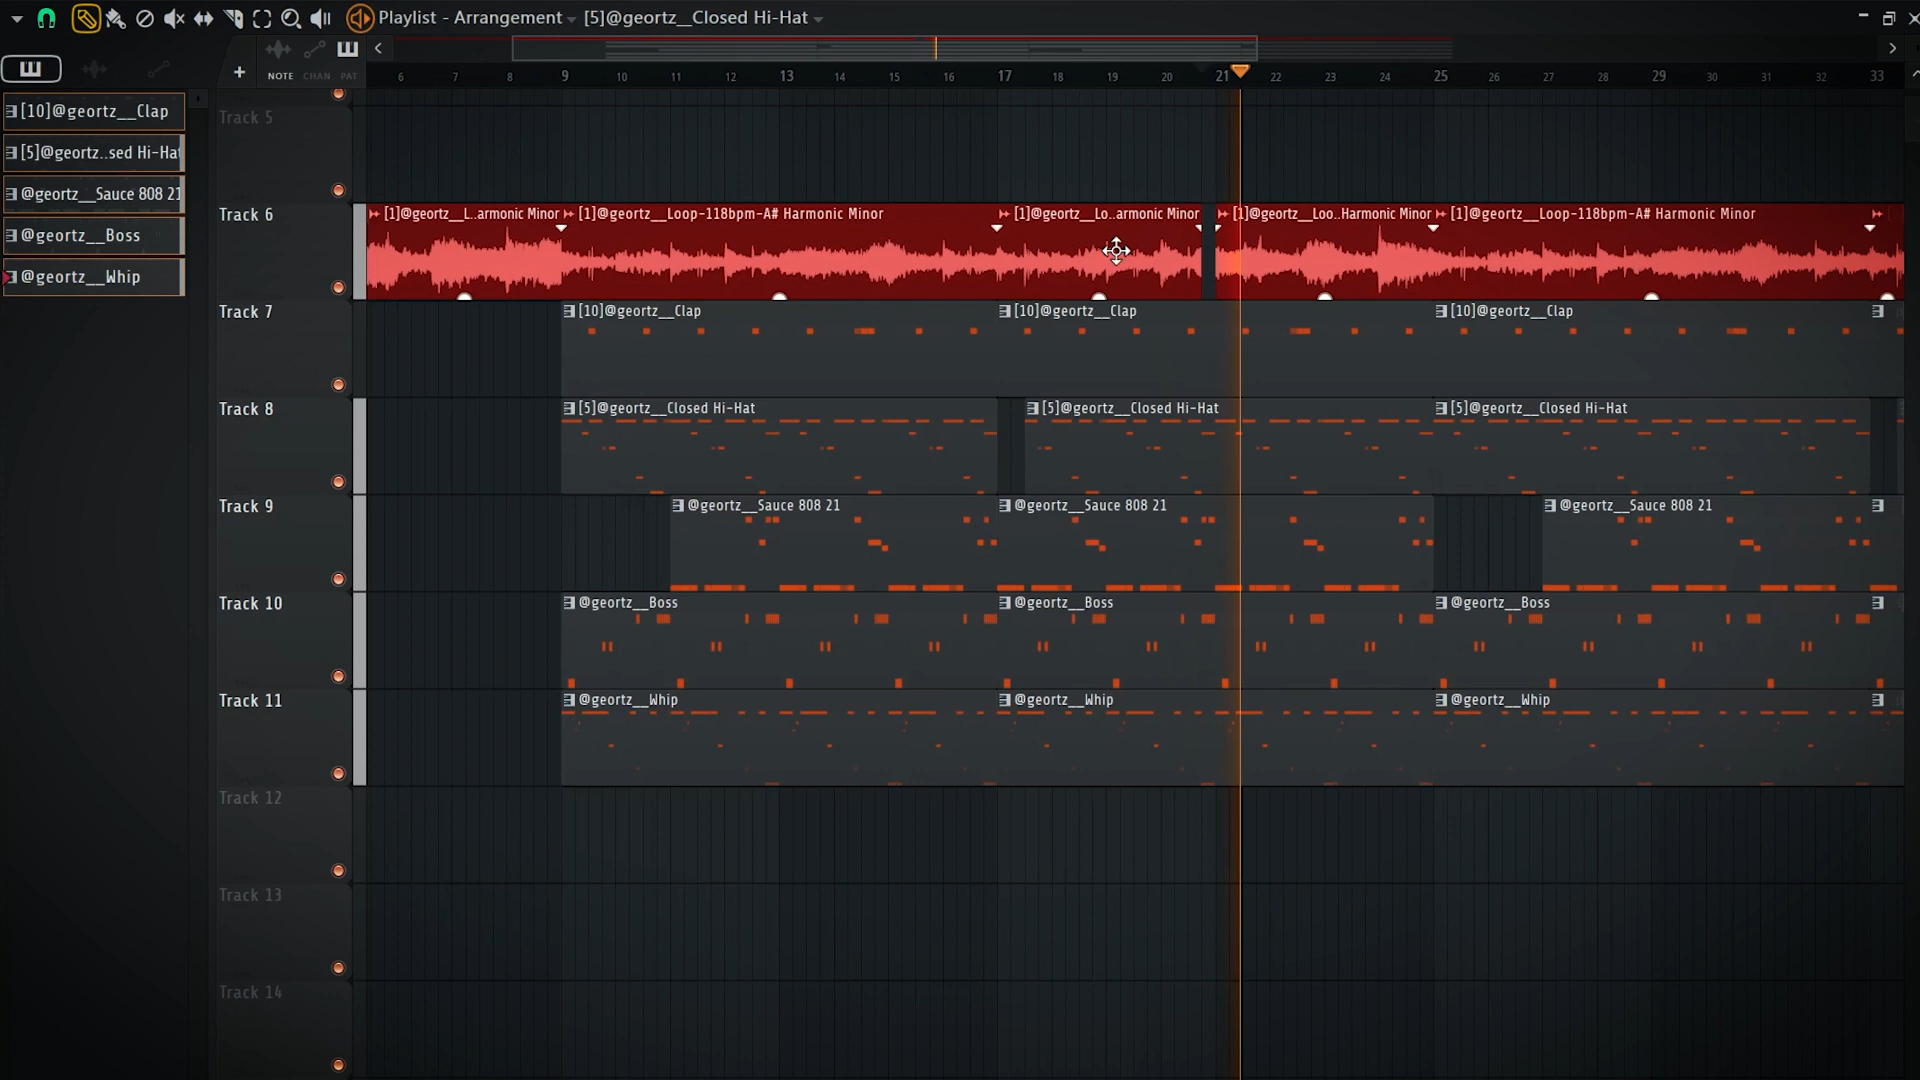 Playlist - Arrangement [5]@geortz__Closed Hi-Hat
NOTE CHAN PAT
6 7 8 9 10 11 12 13 14 15 16 17 18 19 20 21 22 23 24 25 26 27 28 29 30 31 32 33
[10]@geortz__Clap
[5]@geortz..sed Hi-Hat
@geortz__Sauce 808 21
@geortz__Boss
@geortz__Whip
Track 5
Track 6
[1]@geortz__L..armonic Minor [1]@geortz__Loop-118bpm-A# Harmonic Minor [1]@geortz__Lo..armonic Minor [1]@geortz__Loo..Harmonic Minor [1]@geortz__Loop-118bpm-A# Harmonic Minor
Track 7
[10]@geortz__Clap [10]@geortz__Clap [10]@geortz__Clap
Track 8
[5]@geortz__Closed Hi-Hat [5]@geortz__Closed Hi-Hat [5]@geortz__Closed Hi-Hat
Track 9
@geortz__Sauce 808 21 @geortz__Sauce 808 21 @geortz__Sauce 808 21
Track 10
@geortz__Boss @geortz__Boss @geortz__Boss
Track 11
@geortz__Whip @geortz__Whip @geortz__Whip
Track 12
Track 13
Track 14